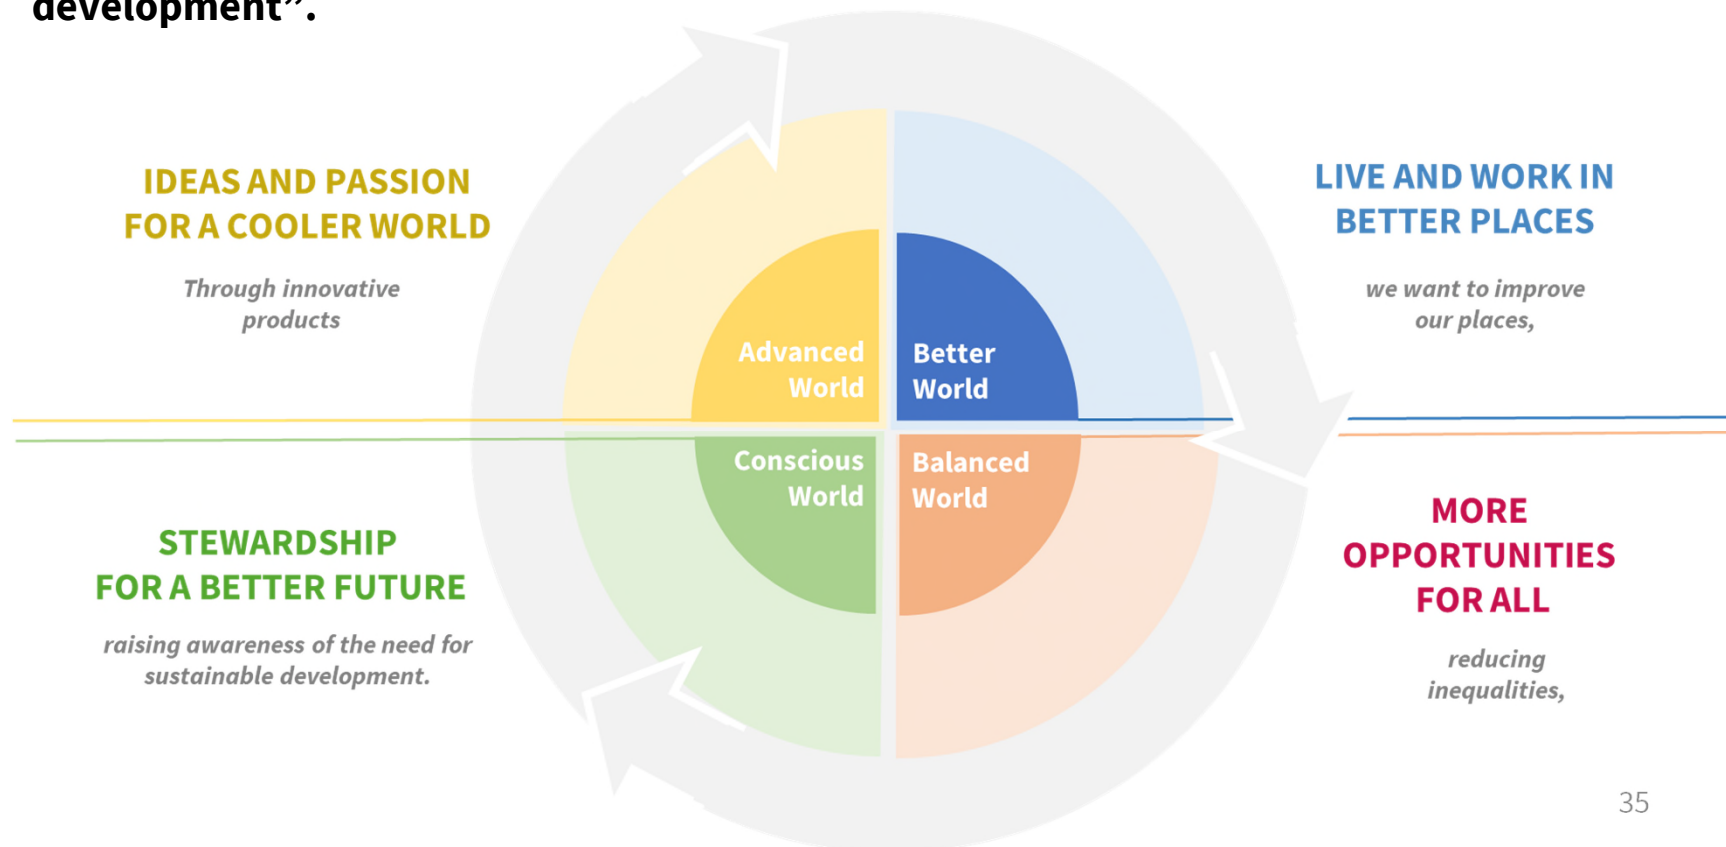 development”.
IDEAS AND PASSION
FOR A COOLER WORLD
Through innovative
products
LIVE AND WORK IN
BETTER PLACES
we want to improve
our places,
Advanced
World
Better
World
Conscious
World
Balanced
World
STEWARDSHIP
FOR A BETTER FUTURE
raising awareness of the need for
sustainable development.
MORE
OPPORTUNITIES
FOR ALL
reducing
inequalities,
35